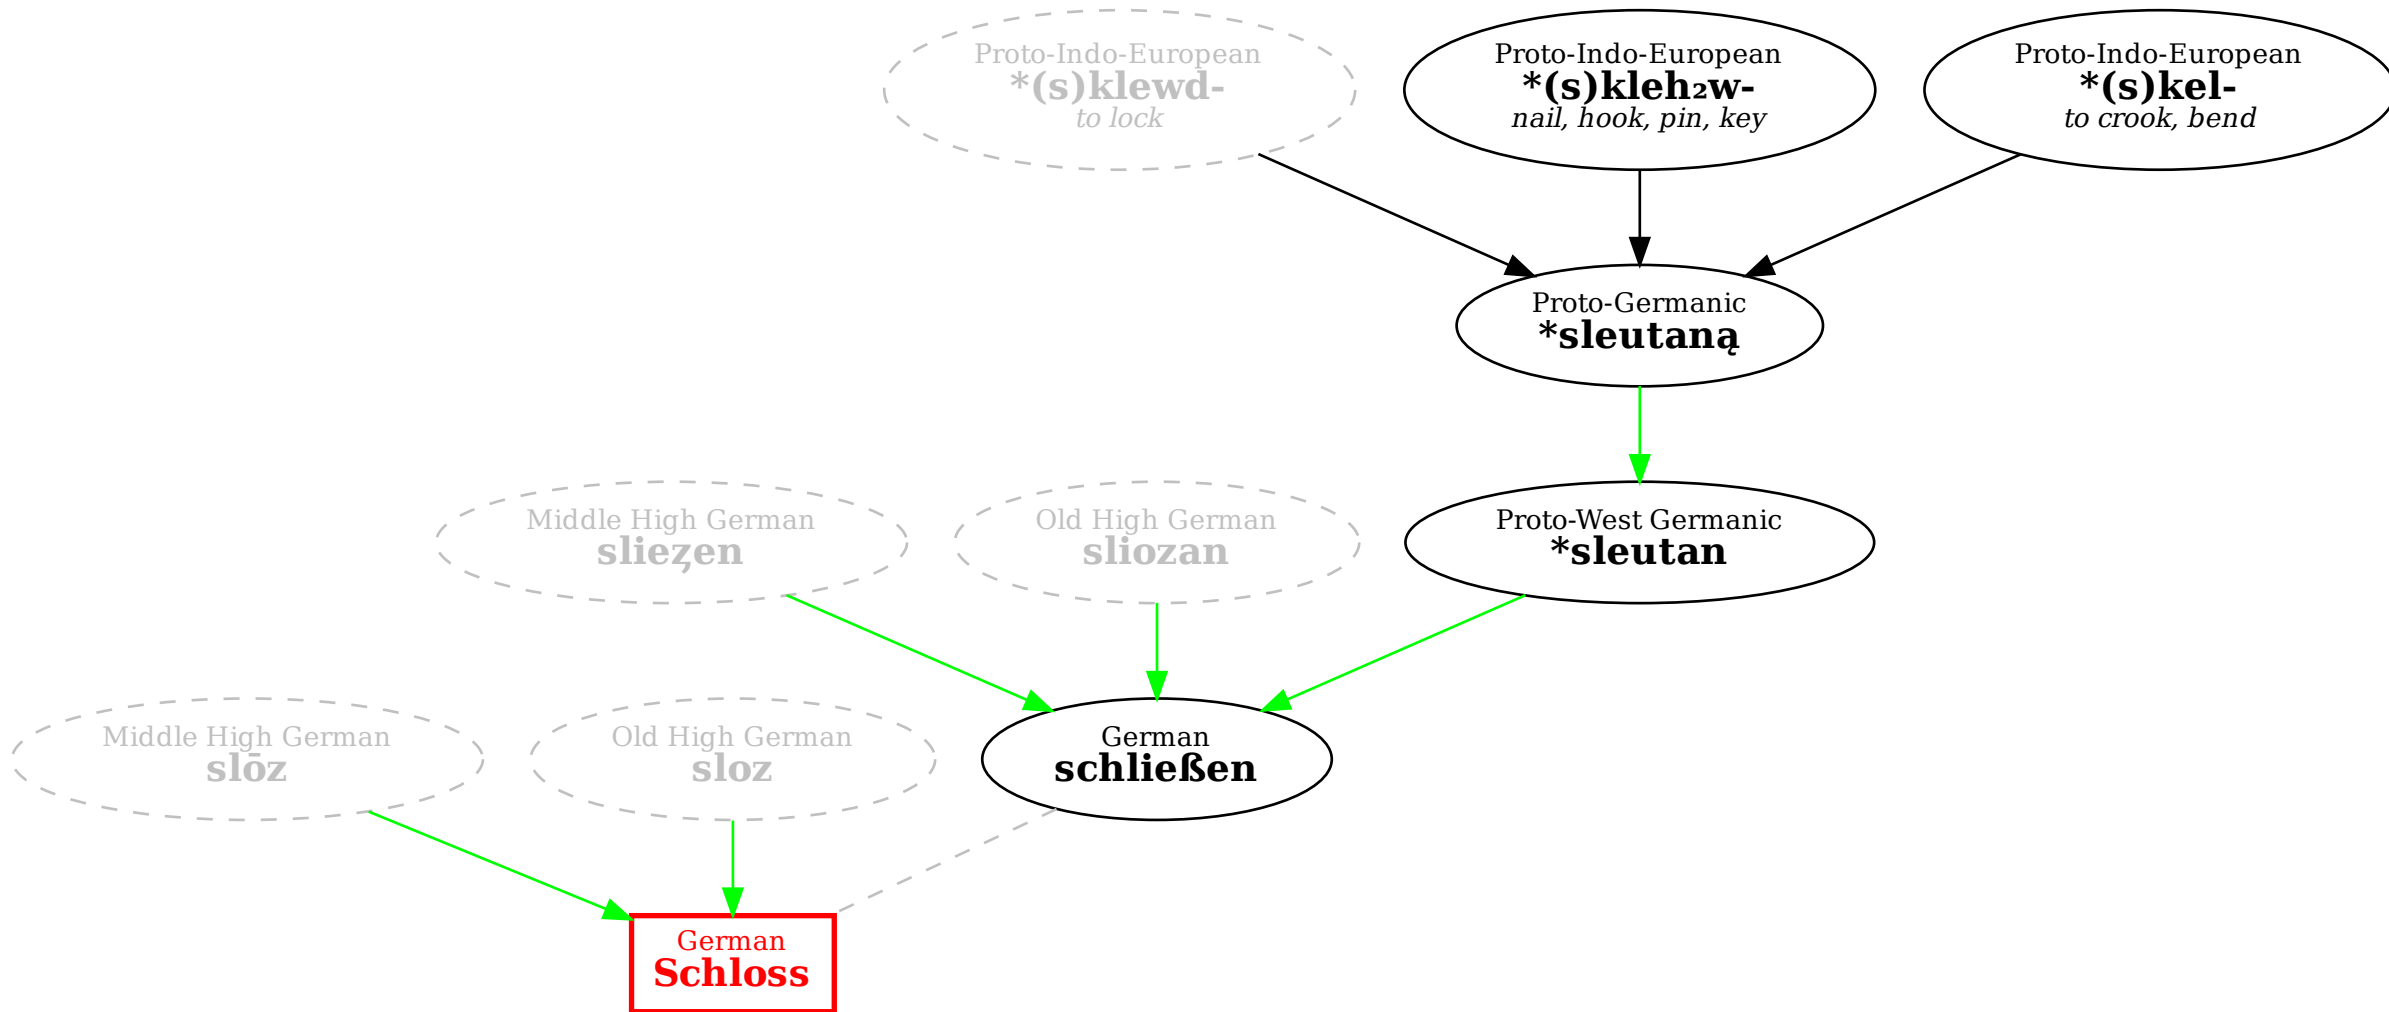 Proto-Indo-European
*(s)klewd-
to lock
Proto-Indo-European
*(s)kleh₂w-
nail, hook, pin, key
Proto-Indo-European
*(s)kel-
to crook, bend
Proto-Germanic
*sleutaną
Middle High German
slieȥen
Old High German
sliozan
Proto-West Germanic
*sleutan
Middle High German
slōz
Old High German
sloz
German
schließen
German
Schloss